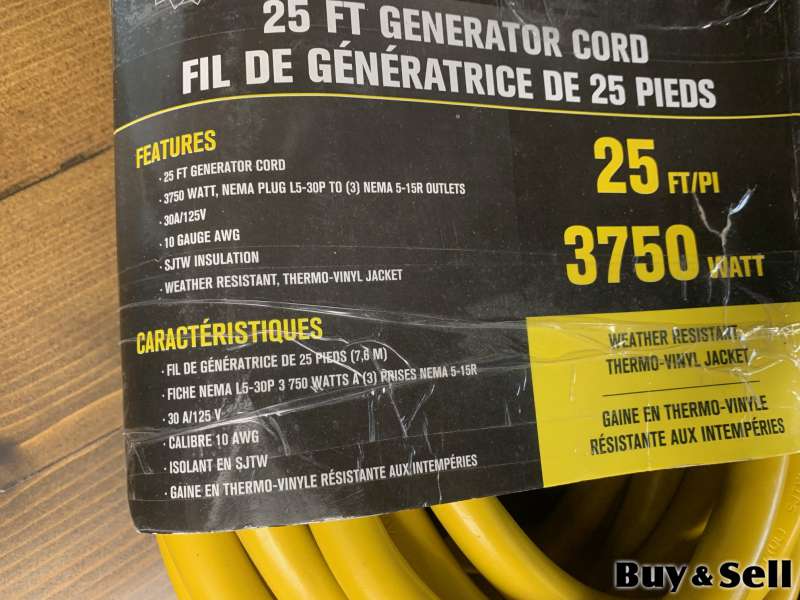 25 FT GENERATOR CORD
FIL DE GÉNÉRATRICE DE 25 PIEDS
FEATURES
· 25 FT GENERATOR CORD
· 3750 WATT, NEMA PLUG L5-30P TO (3) NEMA 5-15R OUTLETS
· 30A/125V
· 10 GAUGE AWG
· SJTW INSULATION
· WEATHER RESISTANT, THERMO-VINYL JACKET
CARACTÉRISTIQUES
· FIL DE GÉNÉRATRICE DE 25 PIEDS (7,6 M)
· FICHE NEMA L5-30P 3 750 WATTS A (3) PRISES NEMA 5-15R
· 30 A/125 V
· CALIBRE 10 AWG
· ISOLANT EN SJTW
· GAINE EN THERMO-VINYLE RÉSISTANTE AUX INTEMPÉRIES
25 FT/PI
3750 WATT
WEATHER RESISTANT,
THERMO-VINYL JACKET
GAINE EN THERMO-VINYLE
RÉSISTANTE AUX INTEMPÉRIES
Buy & Sell